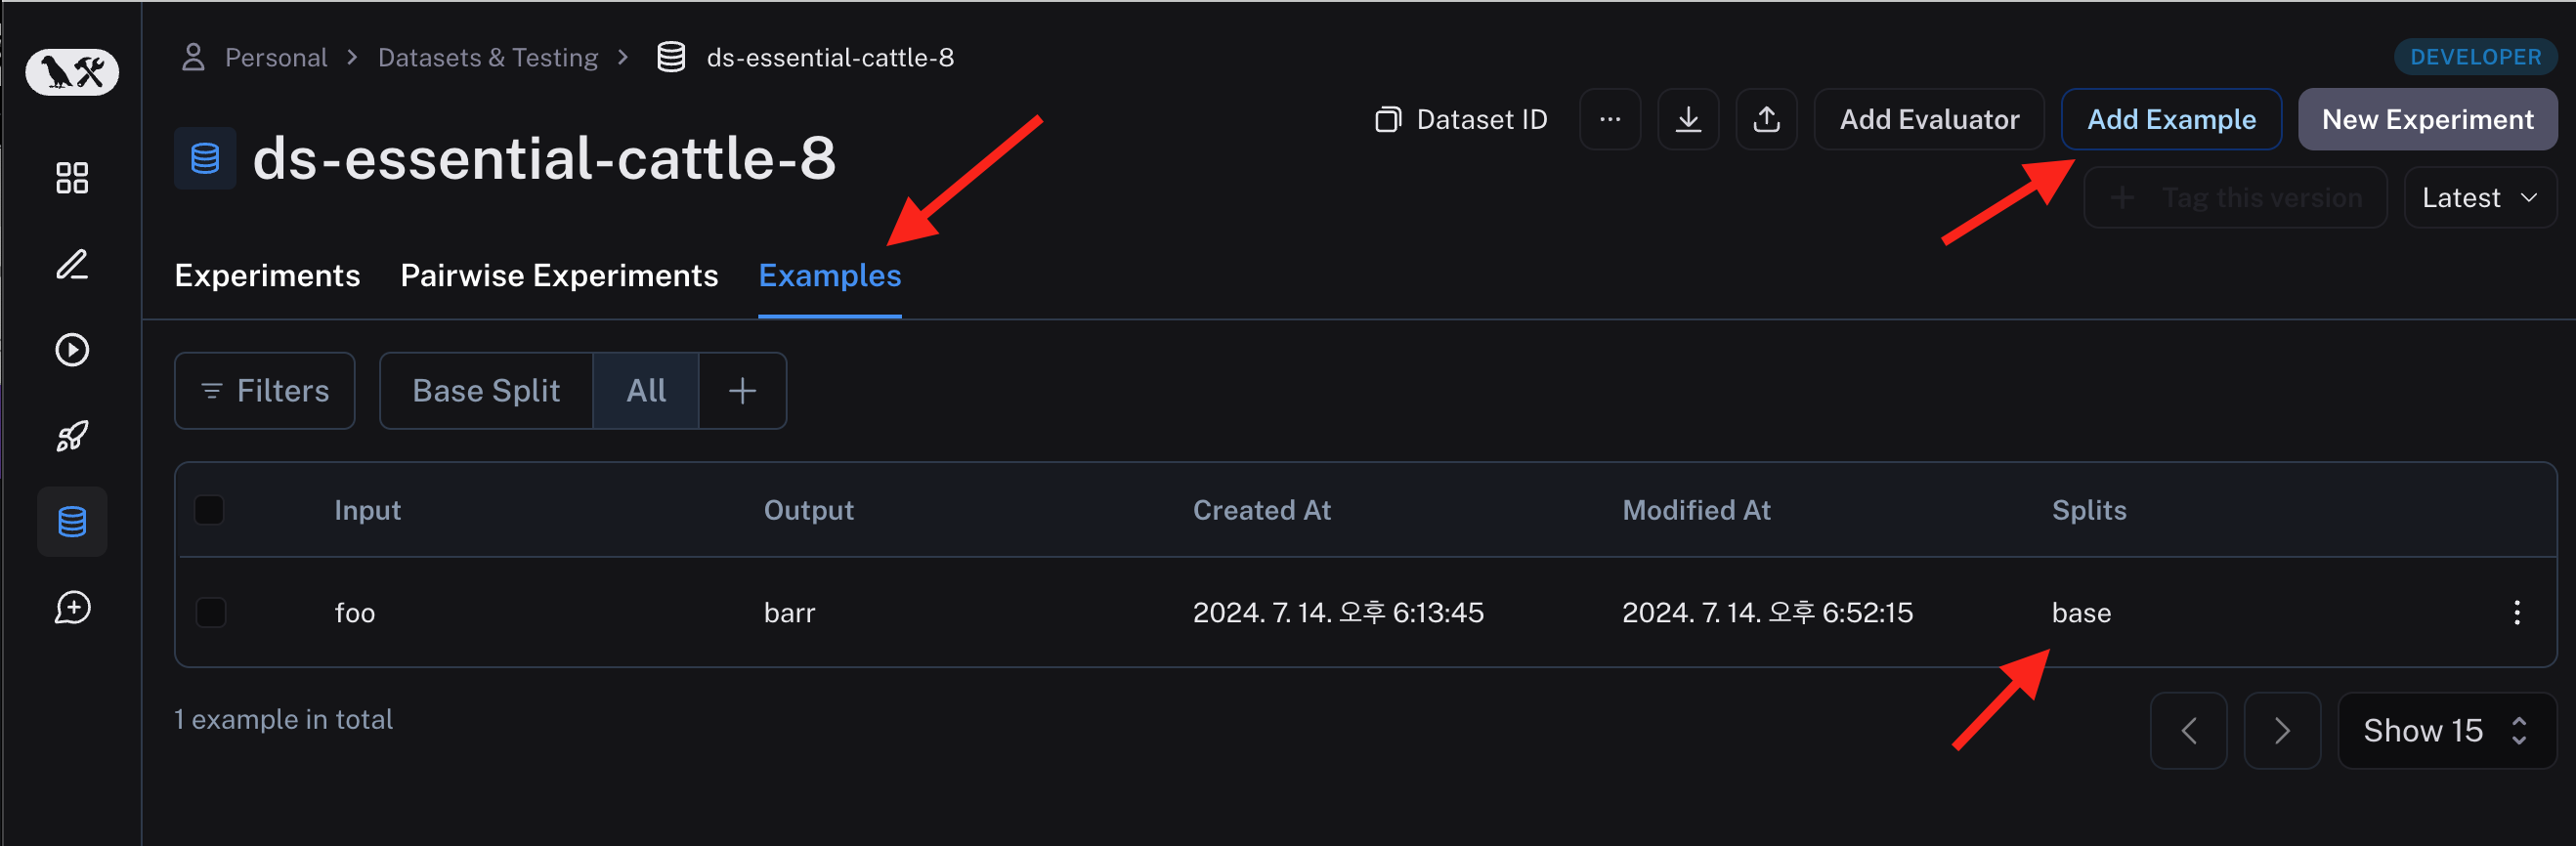 Personal > Datasets & Testing > ds-essential-cattle-8
DEVELOPER
ds-essential-cattle-8
Dataset ID
...
Add Evaluator
Add Example
New Experiment
+ Tag this version
Latest
Experiments
Pairwise Experiments
Examples
Filters
Base Split
All
+
Input Output Created At Modified At Splits
foo barr 2024. 7. 14. 오후 6:13:45 2024. 7. 14. 오후 6:52:15 base
1 example in total
Show 15